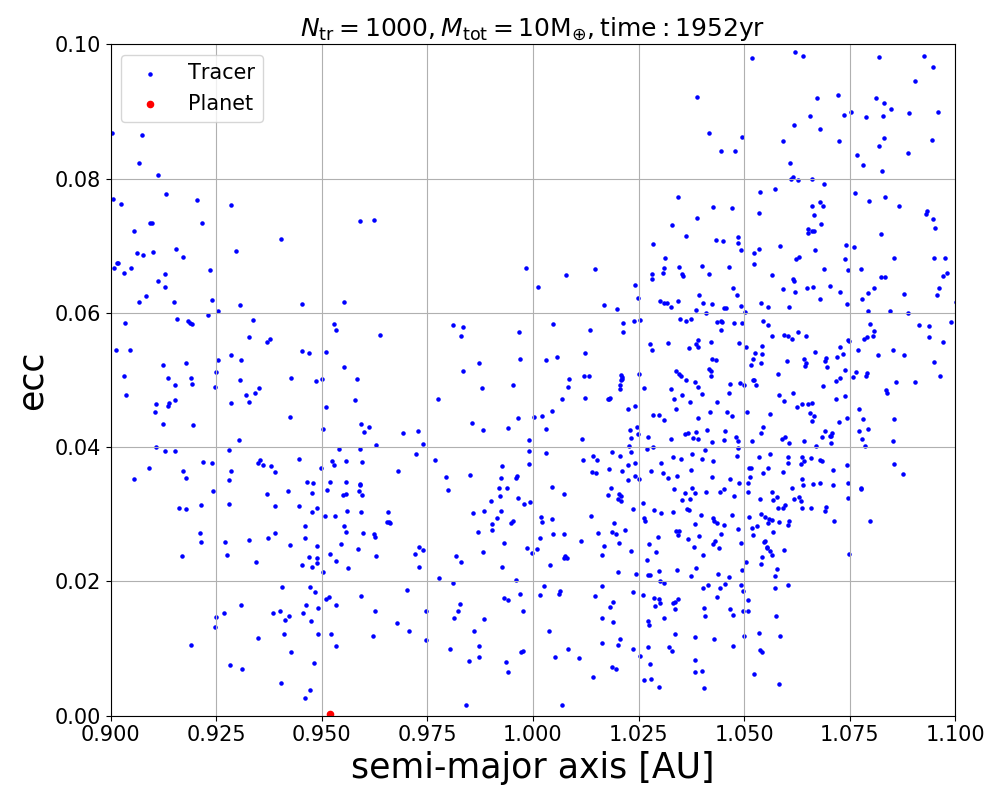 N_tr = 1000, M_tot = 10M_⊕, time : 1952yr
0.10
Tracer
Planet
0.08
0.06
0.04
0.02
0.00
ecc
0.900 0.925 0.950 0.975 1.000 1.025 1.050 1.075 1.100
semi-major axis [AU]